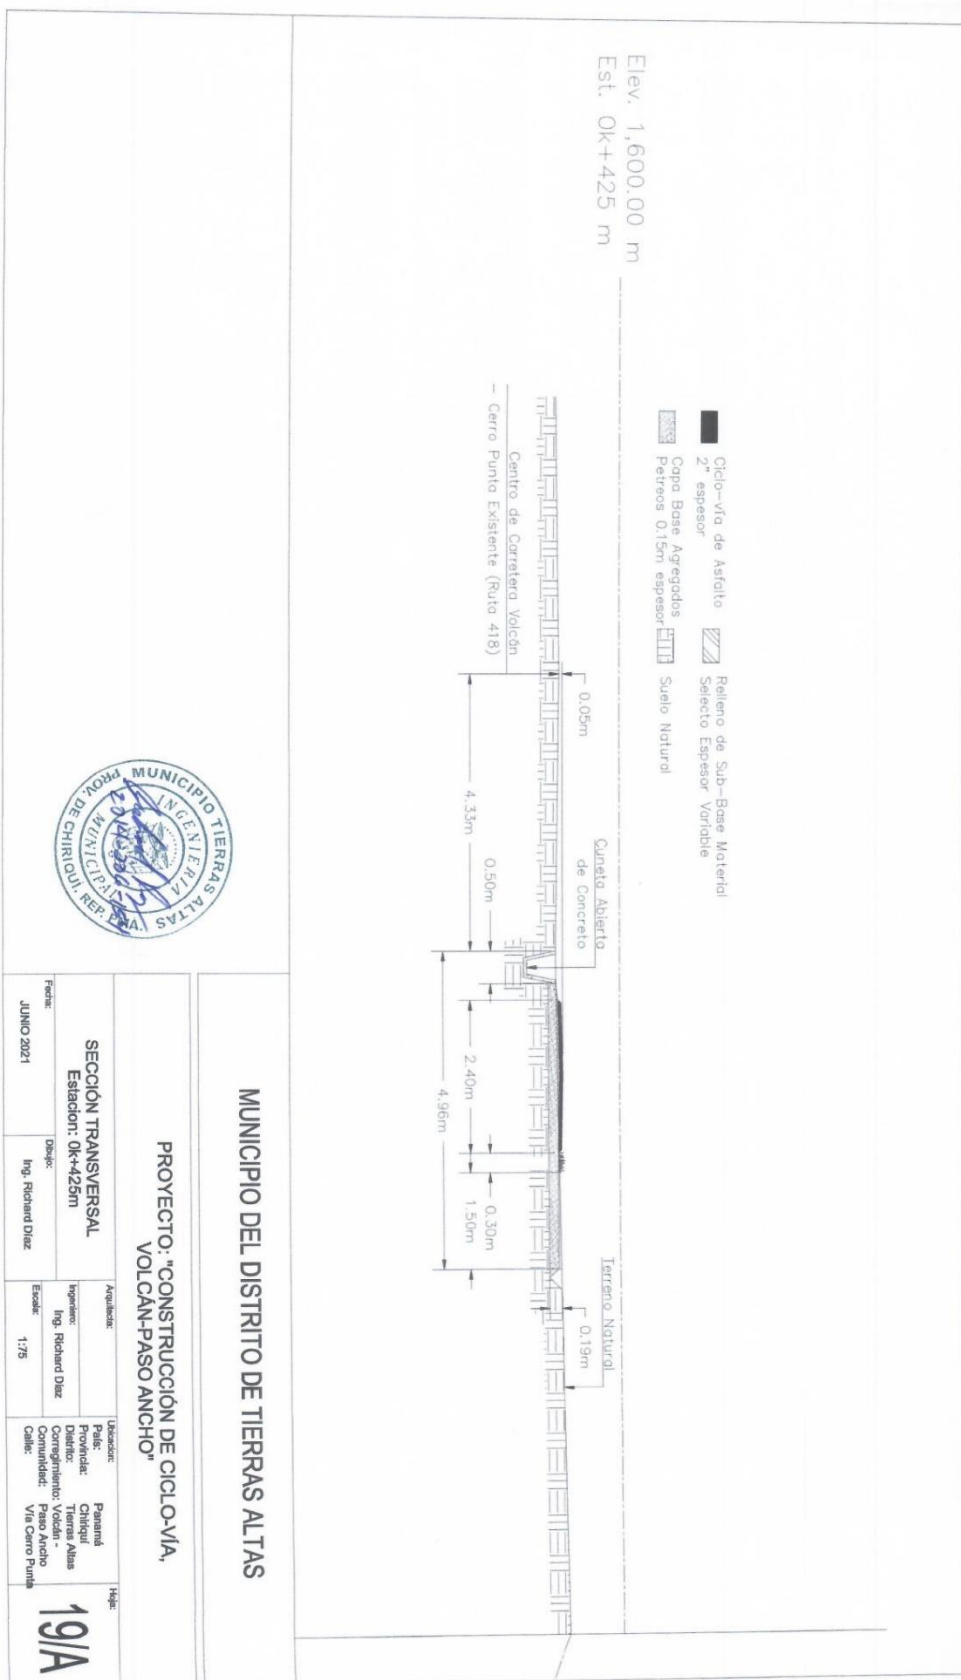 Elev. 1,600.00 m
Est. 0k+425 m
Ciclo-vía de Asfalto
2" espesor
Capa Base Agregados
Petreos 0.15m espesor
Relleno de Sub-Base Material
Selecto Espesor Variable
Suelo Natural
Centro de Carretera Volcán
- Cerro Punta Existente (Ruta 418)
0.05m
4.33m
Cuneta Abierta
de Concreto
0.50m
2.40m
4.96m
0.30m
1.50m
Terreno Natural
0.19m
MUNICIPIO TIERRAS ALTAS
INGENIERIA
MUNICIPAL
PROV. DE CHIRIQUI, REP. PMA.
MUNICIPIO DEL DISTRITO DE TIERRAS ALTAS
PROYECTO: "CONSTRUCCIÓN DE CICLO-VÍA,
VOLCÁN-PASO ANCHO"
SECCIÓN TRANSVERSAL
Estacion: 0k+425m
Fecha:
JUNIO 2021
Dibujo:
Ing. Richard Díaz
Arquitecto:
Ingeniero:
Ing. Richard Díaz
Escala:
1:75
Ubicación:
País: Panamá
Provincia: Chiriquí
Distrito: Tierras Altas
Corregimiento: Volcán -
Comunidad: Paso Ancho
Calle: Vía Cerro Punta
Hoja:
19/A